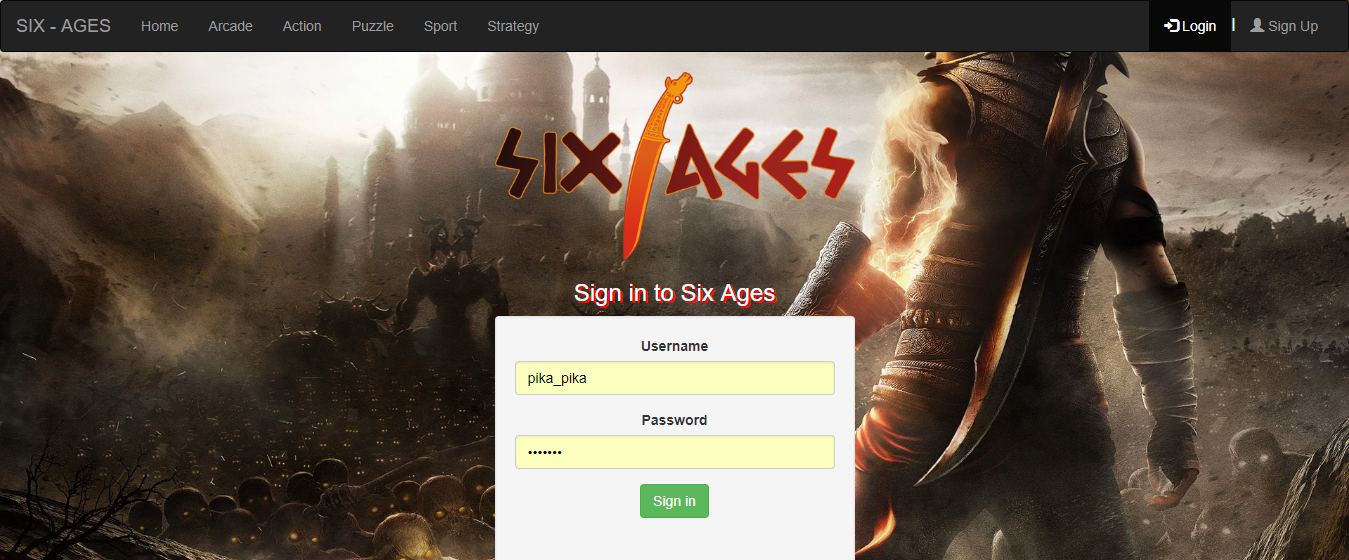 SIX - AGES Home Arcade Action Puzzle Sport Strategy Login | Sign Up
SIX AGES
Sign in to Six Ages
Username
pika_pika
Password
•••••••
Sign in